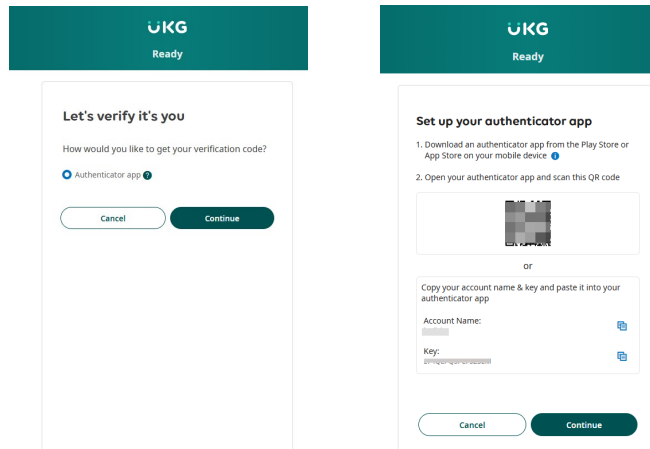 UKG
Ready
Let's verify it's you
How would you like to get your verification code?
Authenticator app ?
Cancel
Continue
UKG
Ready
Set up your authenticator app
1. Download an authenticator app from the Play Store or
App Store on your mobile device i
2. Open your authenticator app and scan this QR code
or
Copy your account name & key and paste it into your
authenticator app
Account Name:
Key:
Cancel
Continue